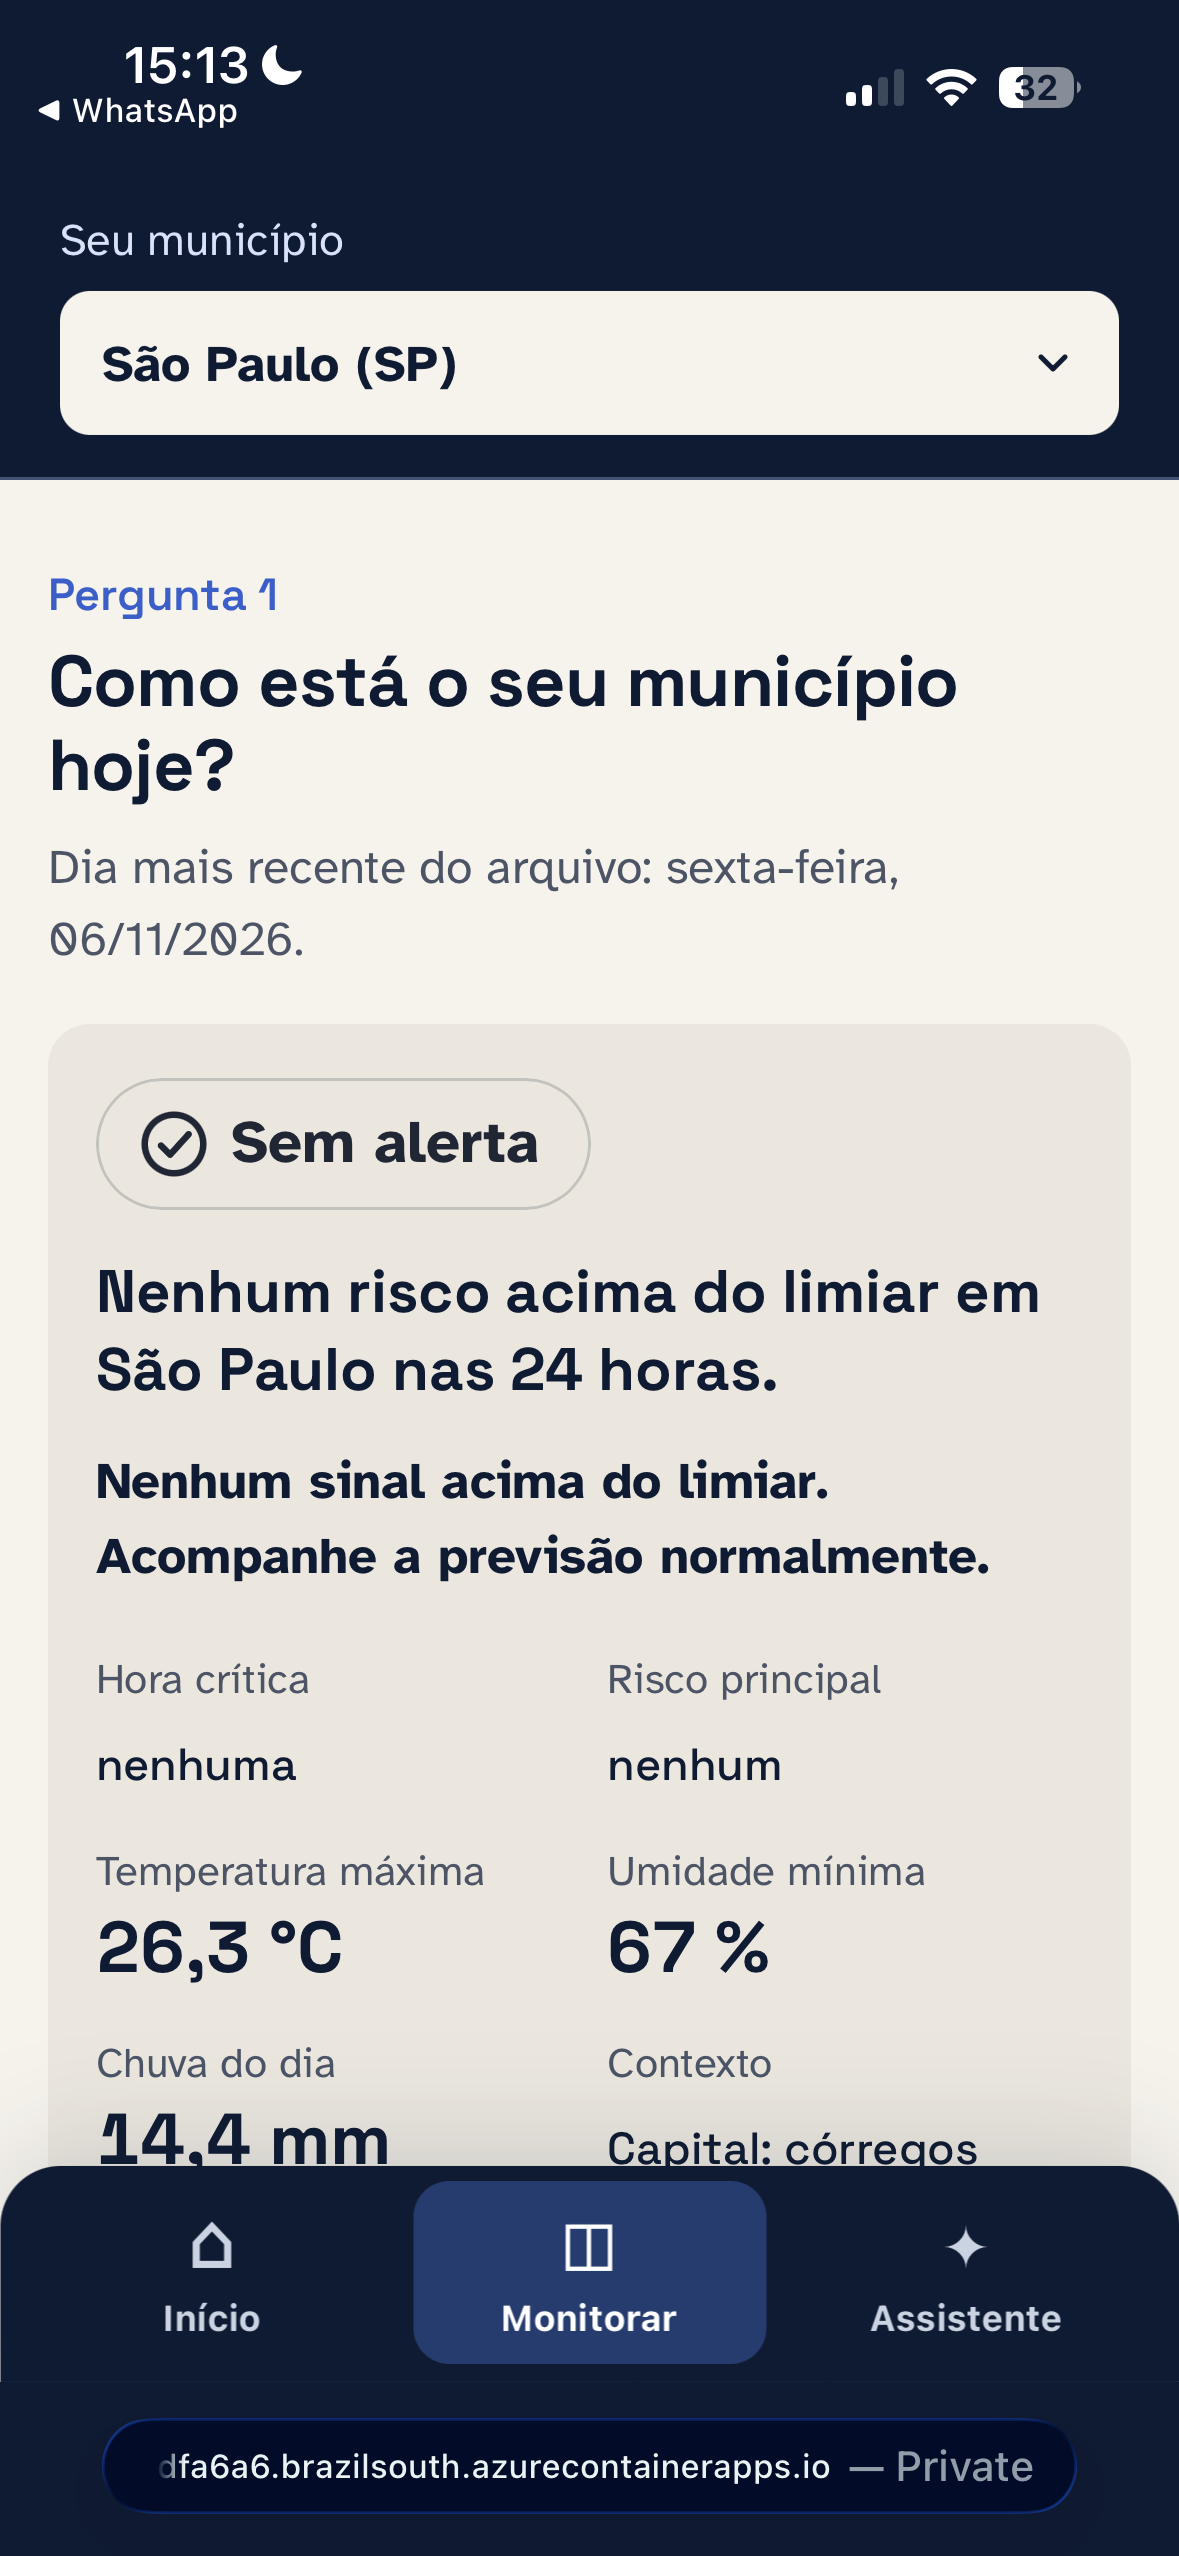 15:13
WhatsApp
32
Seu município
São Paulo (SP)
Pergunta 1
Como está o seu município
hoje?
Dia mais recente do arquivo: sexta-feira,
06/11/2026.
Sem alerta
Nenhum risco acima do limiar em
São Paulo nas 24 horas.
Nenhum sinal acima do limiar.
Acompanhe a previsão normalmente.
Hora crítica
Risco principal
nenhuma
nenhum
Temperatura máxima
Umidade mínima
26,3 °C
67 %
Chuva do dia
Contexto
14,4 mm
Capital: córregos
Início
Monitorar
Assistente
dfa6a6.brazilsouth.azurecontainerapps.io — Private